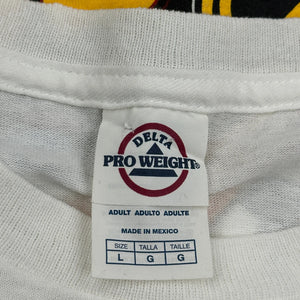 DELTA
PRO WEIGHT®
ADULT ADULTO ADULTE
MADE IN MEXICO
SIZE TALLA TAILLE
L G G